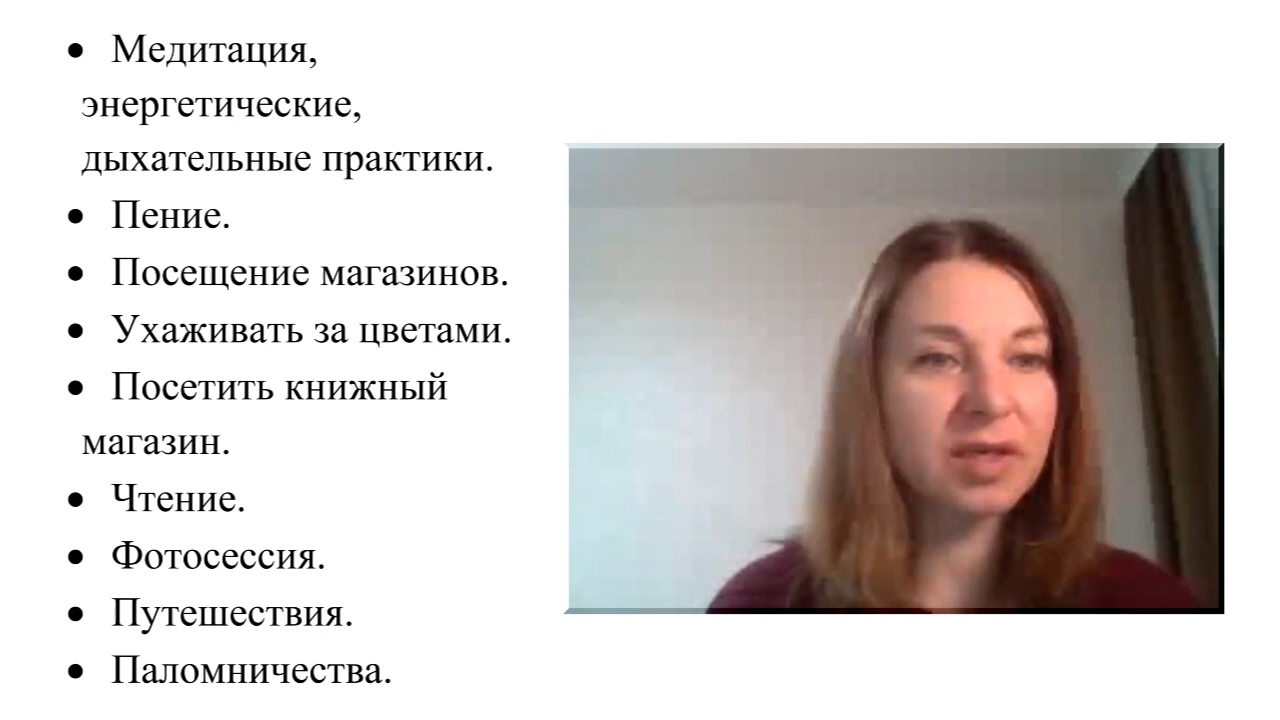 • Медитация,
энергетические,
дыхательные практики.
• Пение.
• Посещение магазинов.
• Ухаживать за цветами.
• Посетить книжный
магазин.
• Чтение.
• Фотосессия.
• Путешествия.
• Паломничества.